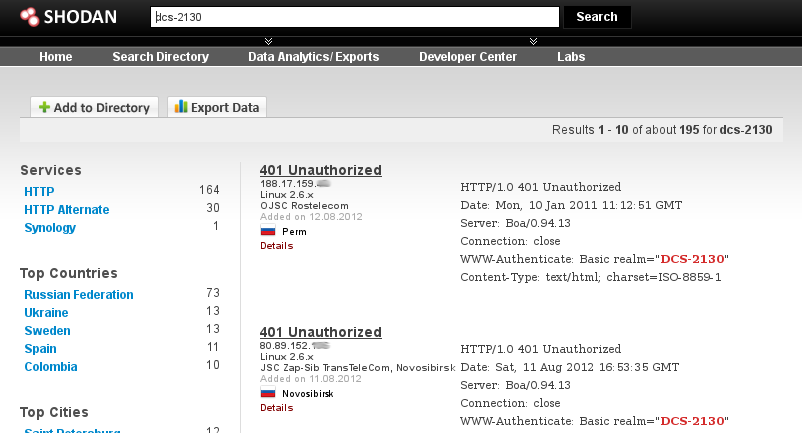 SHODAN
dcs-2130
Search
Home Search Directory Data Analytics/Exports Developer Center Labs
Add to Directory Export Data
Results 1 - 10 of about 195 for dcs-2130
Services
HTTP 164
HTTP Alternate 30
Synology 1
Top Countries
Russian Federation 73
Ukraine 13
Sweden 13
Spain 11
Colombia 10
Top Cities
Saint Petersburg 12
401 Unauthorized
188.17.159.
Linux 2.6.x
OJSC Rostelecom
Added on 12.08.2012
Perm
Details
HTTP/1.0 401 Unauthorized
Date: Mon, 10 Jan 2011 11:12:51 GMT
Server: Boa/0.94.13
Connection: close
WWW-Authenticate: Basic realm="DCS-2130"
Content-Type: text/html; charset=ISO-8859-1
401 Unauthorized
80.89.152.
Linux 2.6.x
JSC Zap-Sib TransTeleCom, Novosibirsk
Added on 11.08.2012
Novosibirsk
Details
HTTP/1.0 401 Unauthorized
Date: Sat, 11 Aug 2012 16:53:35 GMT
Server: Boa/0.94.13
Connection: close
WWW-Authenticate: Basic realm="DCS-2130"